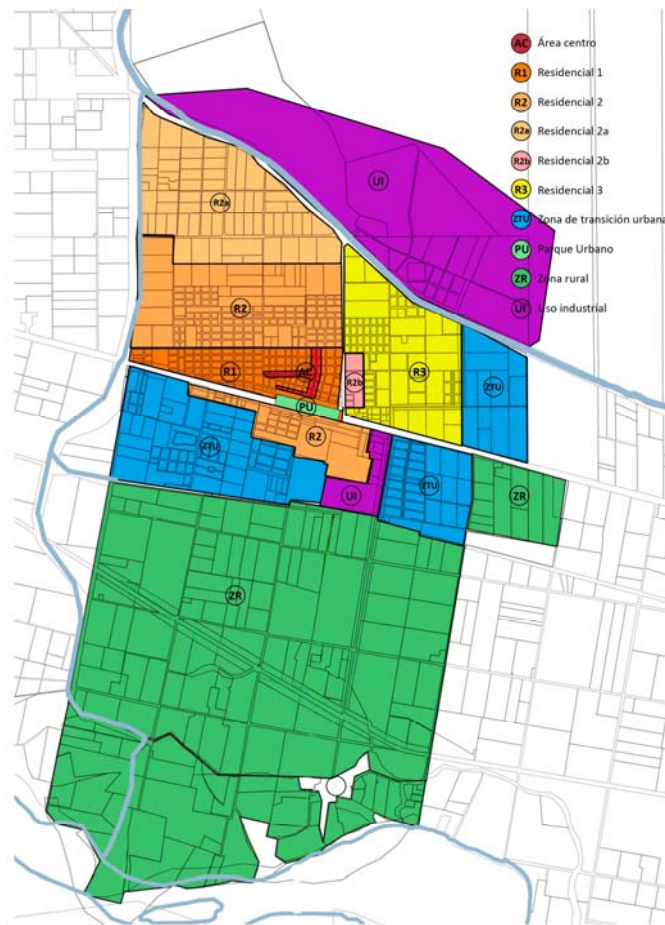 AC Área centro
R1 Residencial 1
R2 Residencial 2
R2a Residencial 2a
R2b Residencial 2b
R3 Residencial 3
ZTU Zona de transición urbana
PU Parque Urbano
ZR Zona rural
UI Uso industrial
UI
R2a
R2
R1
AC
R2b
R3
ZTU
PU
R2
ZTU
UI
ZTU
ZR
ZR